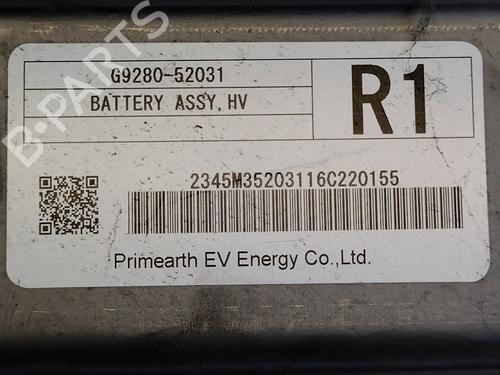 G9280-52031
BATTERY ASSY, HV
R1
2345M35203116C220155
Primearth EV Energy Co.,Ltd.
B-PARTS